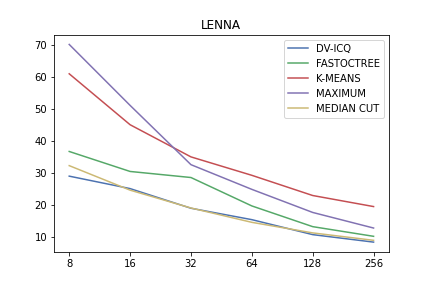 LENNA
DV-ICQ
FASTOCTREE
K-MEANS
MAXIMUM
MEDIAN CUT
70
60
50
40
30
20
10
8 16 32 64 128 256